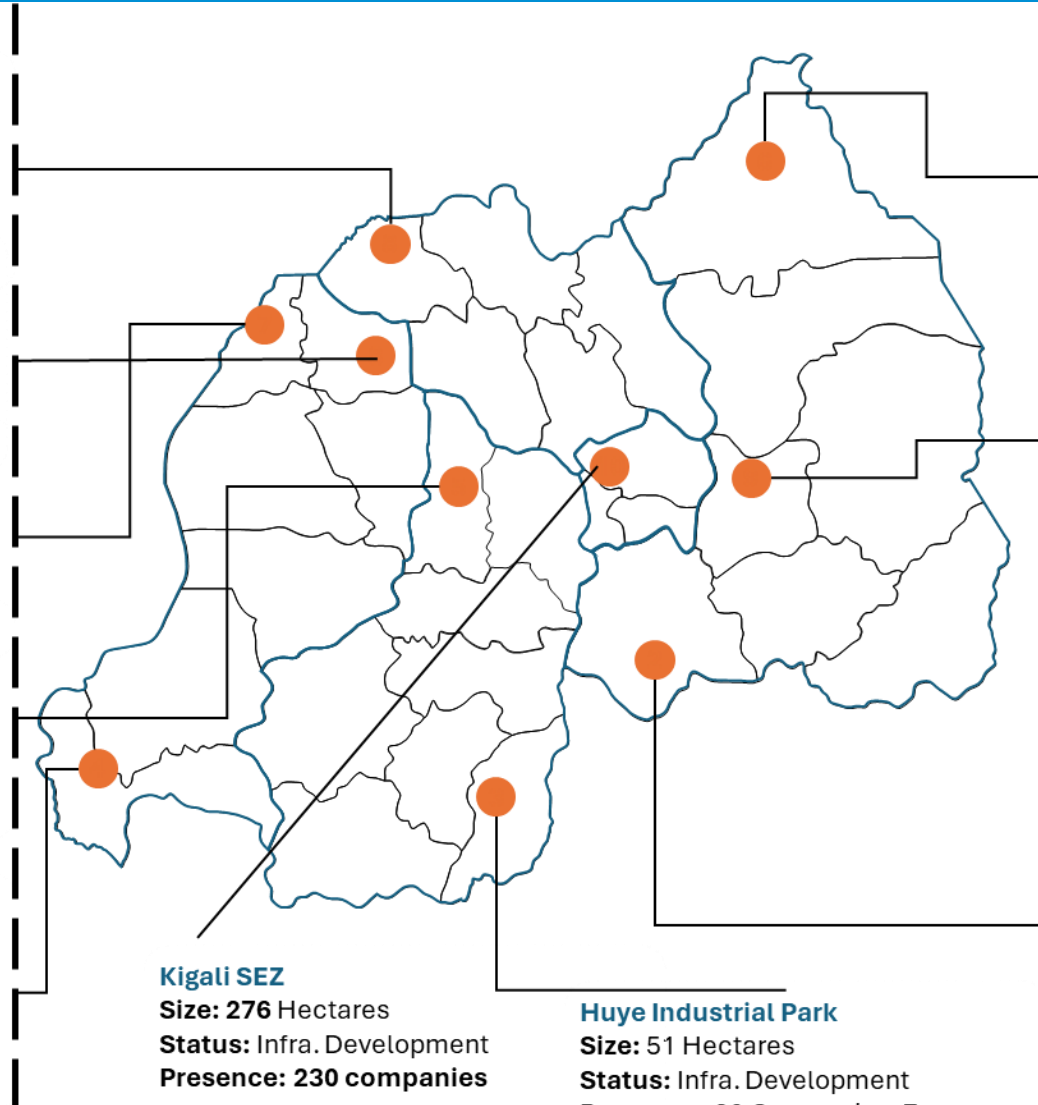 Kigali SEZ
Size: 276 Hectares
Status: Infra. Development
Presence: 230 companies
Huye Industrial Park
Size: 51 Hectares
Status: Infra. Development